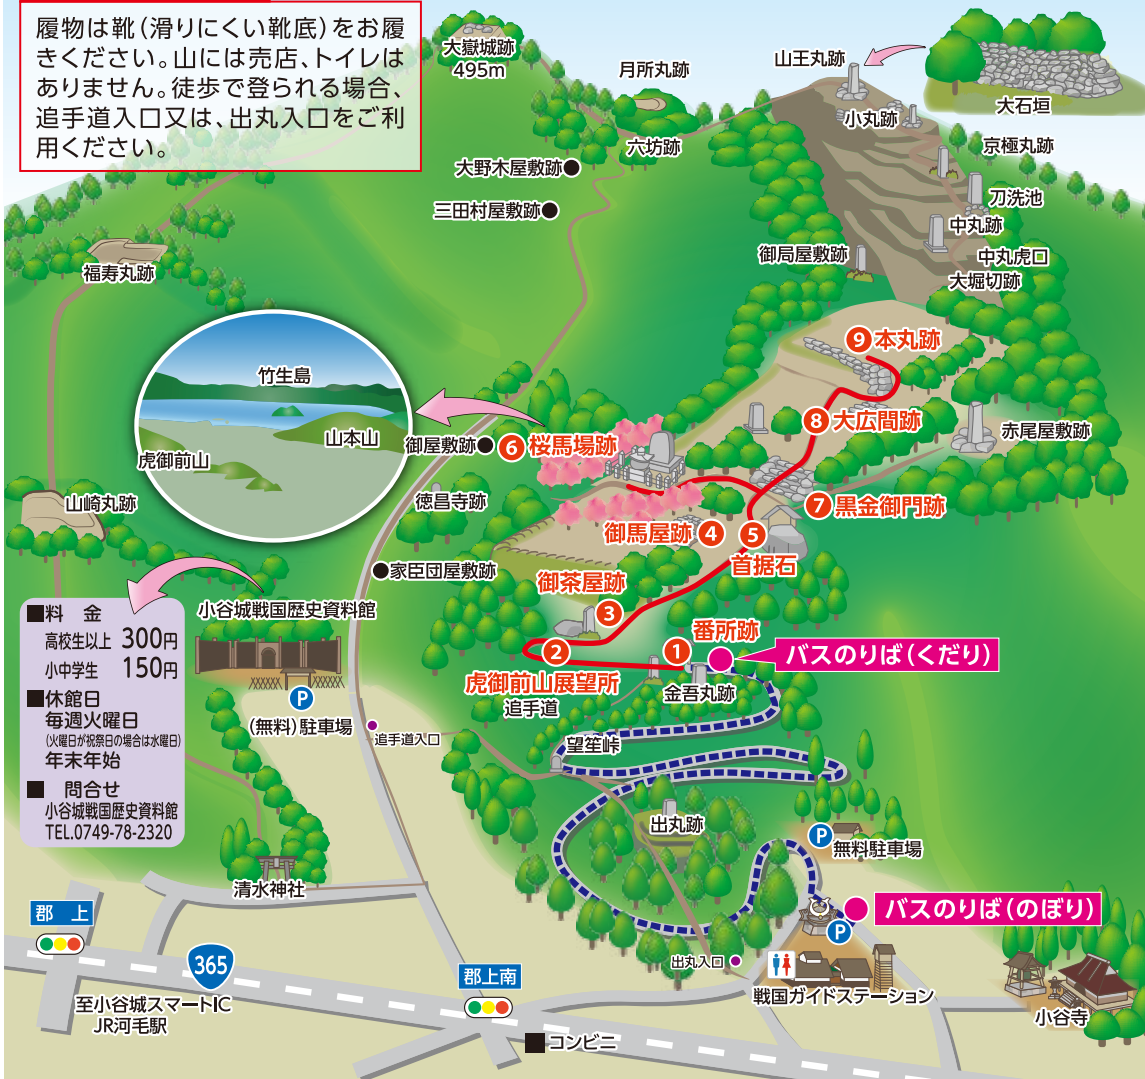 履物は靴（滑りにくい靴底）をお履
きください。山には売店、トイレは
ありません。徒歩で登られる場合、
追手道入口又は、出丸入口をご利
用ください。
大嶽城跡
495m
月所丸跡
山王丸跡
大石垣
小丸跡
六坊跡
京極丸跡
大野木屋敷跡
刀洗池
三田村屋敷跡
中丸跡
御局屋敷跡
中丸虎口
福寿丸跡
大堀切跡
❾本丸跡
竹生島
山本山
虎御前山
御屋敷跡
❻桜馬場跡
❽大広間跡
赤尾屋敷跡
山崎丸跡
徳昌寺跡
❼黒金御門跡
御馬屋跡❹
❺
首据石
家臣団屋敷跡
御茶屋跡
❸
小谷城戦国歴史資料館
■料　金
高校生以上 300円
小中学生 150円
■休館日
毎週火曜日
（火曜日が祝祭日の場合は水曜日）
年末年始
■　問合せ
小谷城戦国歴史資料館
TEL.0749-78-2320
番所跡
❶
❷
バスのりば（くだり）
虎御前山展望所
金吾丸跡
追手道
P
（無料）駐車場
追手道入口
望笙峠
出丸跡
P
無料駐車場
清水神社
バスのりば（のぼり）
P
郡　上
365
出丸入口
郡上南
戦国ガイドステーション
至小谷城スマートIC
JR河毛駅
小谷寺
■コンビニ